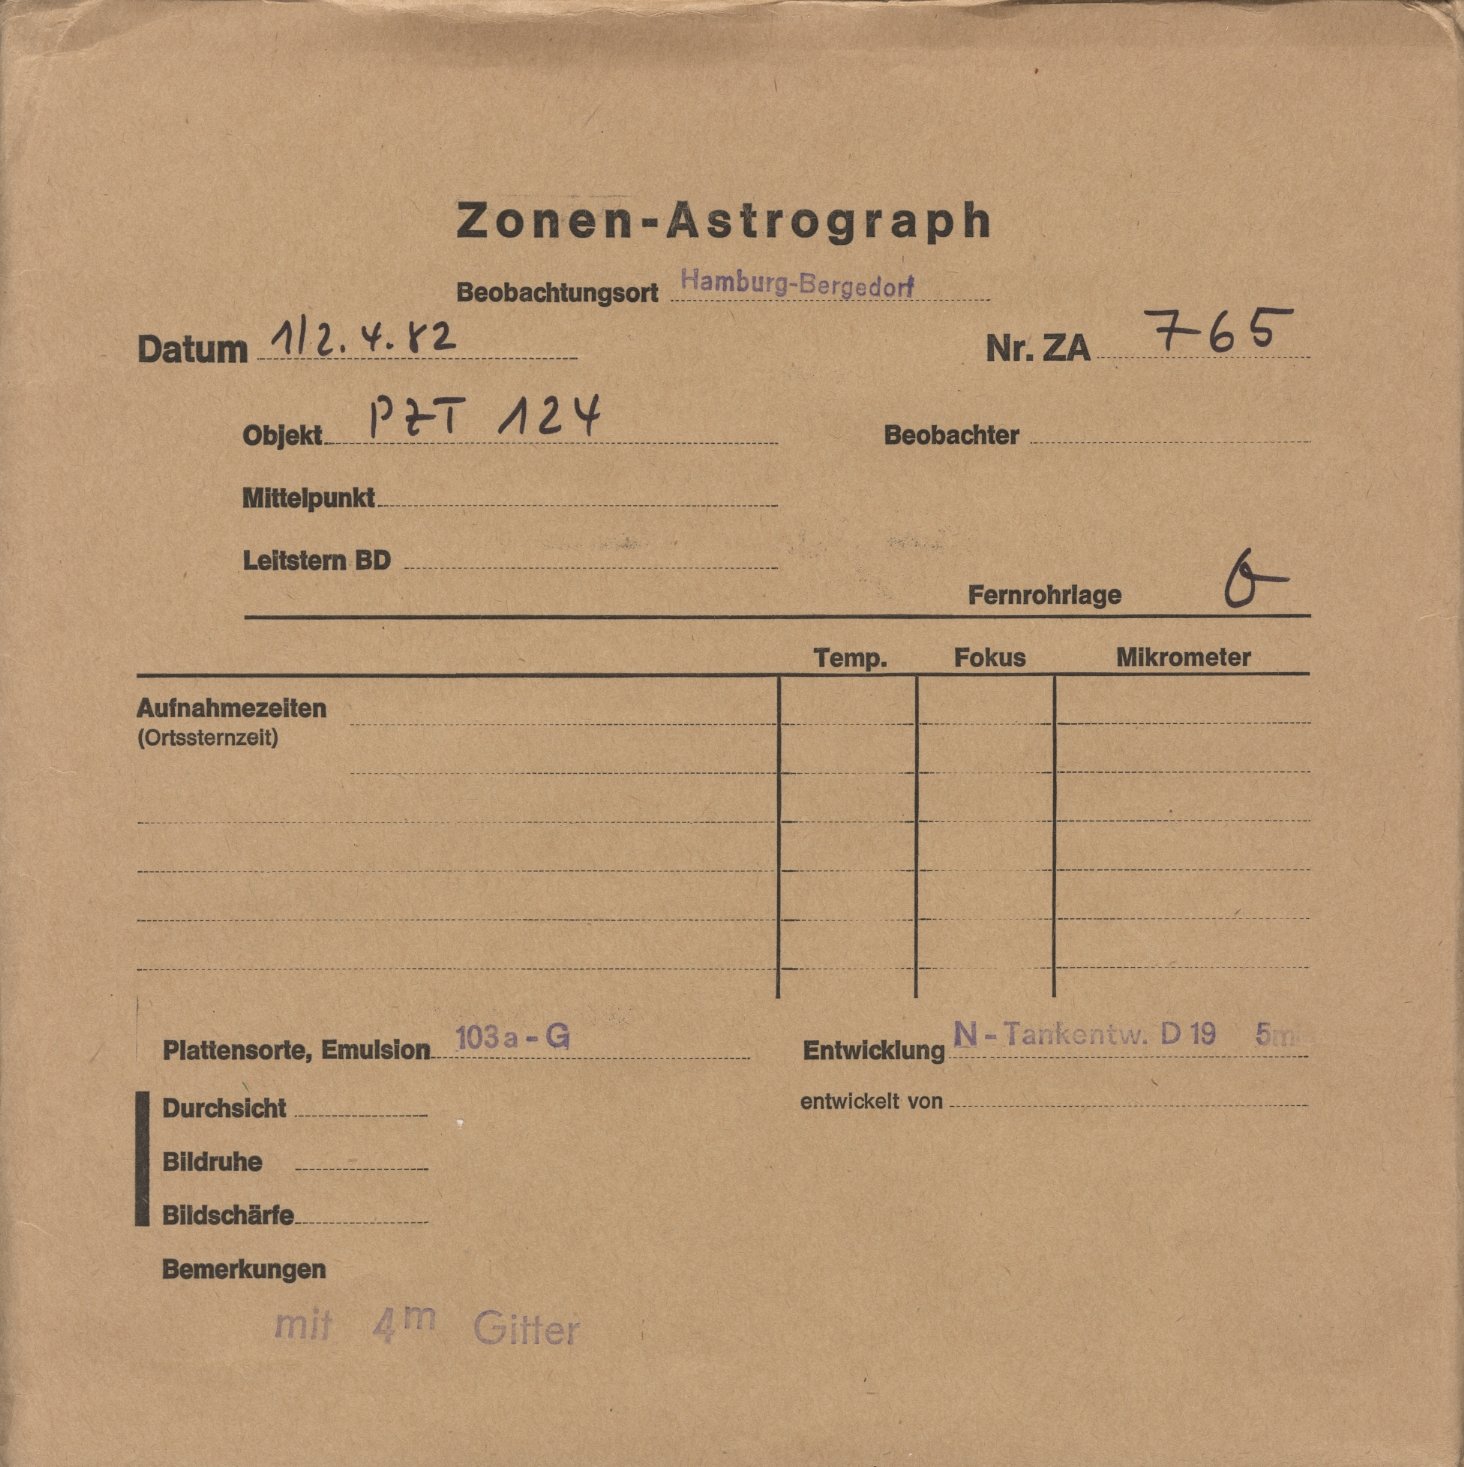 Zonen-Astrograph
Beobachtungsort Hamburg-Bergedorf
Datum 1/2.4.82 Nr. ZA 765
Objekt PZT 124 Beobachter
Mittelpunkt
Leitstern BD
Fernrohrlage
Temp. Fokus Mikrometer
Aufnahmezeiten
(Ortssternzeit)
Plattensorte, Emulsion 103a-G Entwicklung N-Tankentw. D 19 5m
Durchsicht entwickelt von
Bildruhe
Bildschärfe
Bemerkungen
mit 4m Gitter